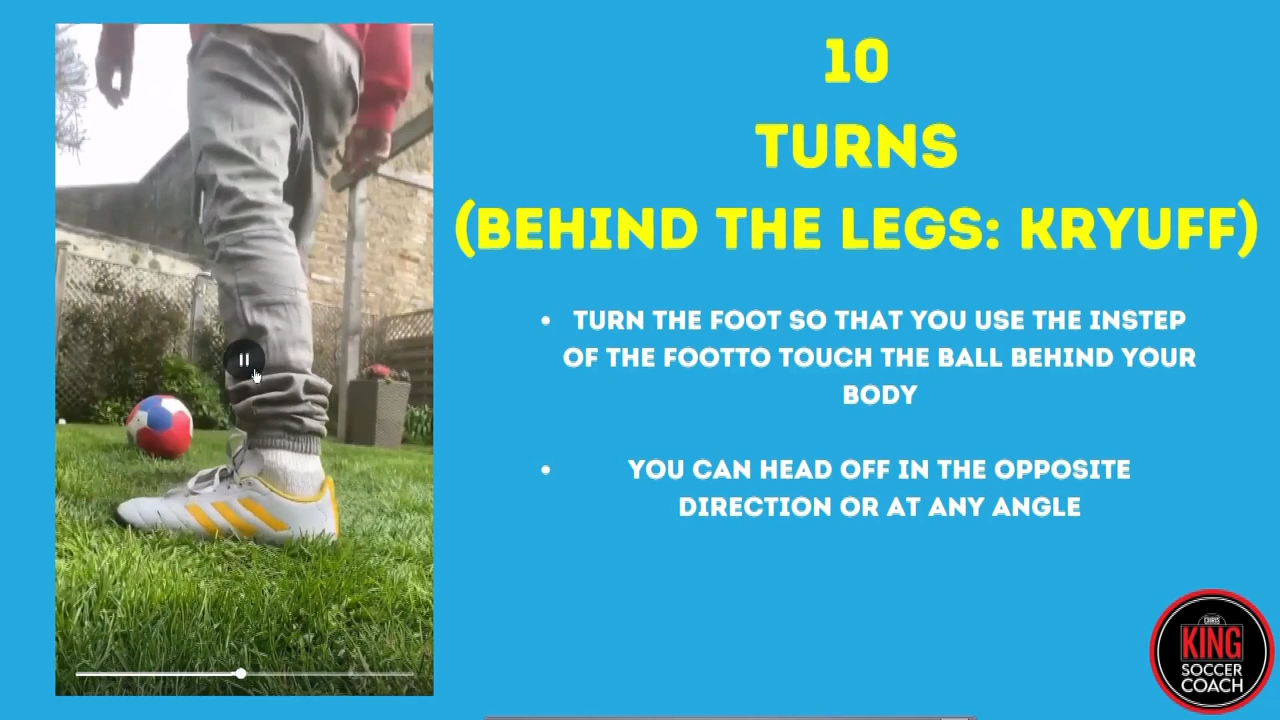 10
TURNS
(BEHIND THE LEGS: KRYUFF)
• TURN THE FOOT SO THAT YOU USE THE INSTEP
OF THE FOOTTO TOUCH THE BALL BEHIND YOUR
BODY
• YOU CAN HEAD OFF IN THE OPPOSITE
DIRECTION OR AT ANY ANGLE
CHRIS
KING
SOCCER
COACH